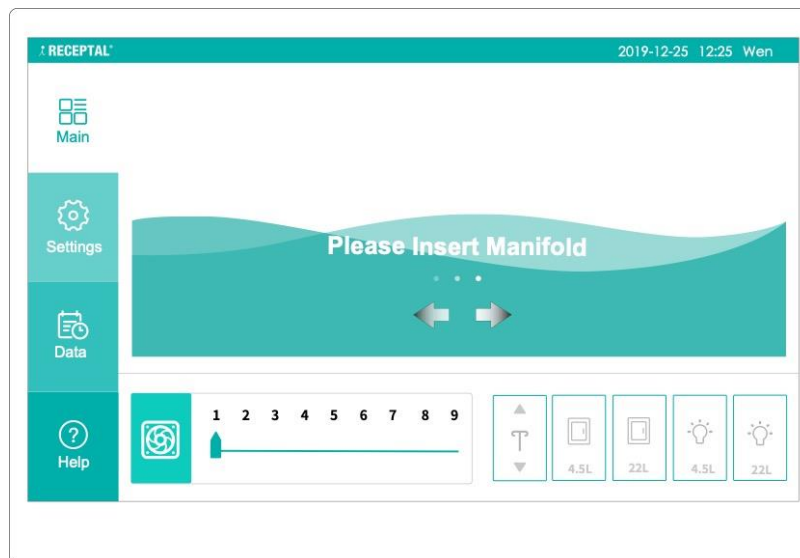 RECEPTAL®
2019-12-25 12:25 Wen
Main
Settings
Data
Help
Please Insert Manifold
1 2 3 4 5 6 7 8 9
4.5L
22L
4.5L
22L